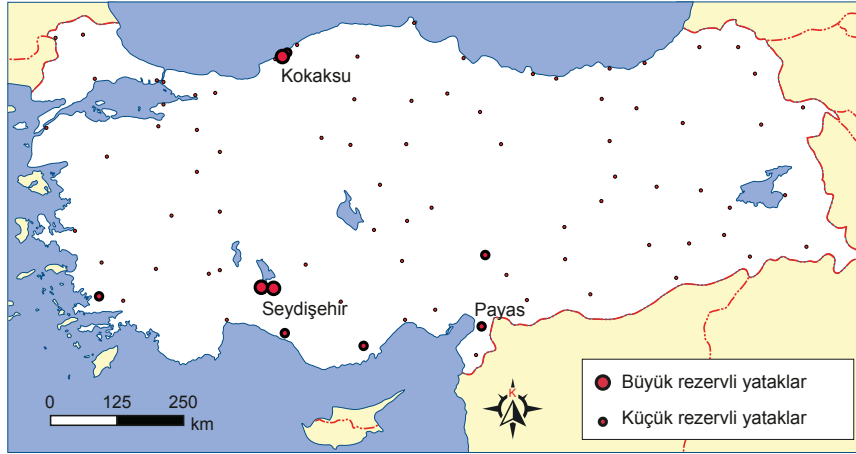 Kokaksu
Seydişehir
Payas
K
0 125 250
km
Büyük rezervli yataklar
Küçük rezervli yataklar